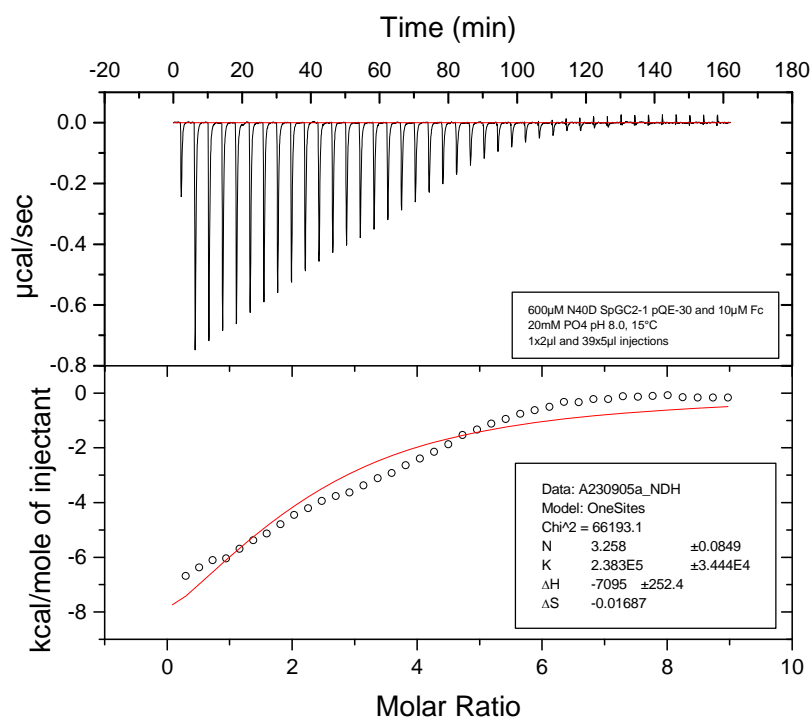 Time (min)
-20 0 20 40 60 80 100 120 140 160 180
0.0
-0.2
-0.4
-0.6
-0.8
µcal/sec
600µM N40D SpGC2-1 pQE-30 and 10µM Fc
20mM PO4 pH 8.0, 15°C
1x2µl and 39x5µl injections
0
-2
-4
-6
-8
kcal/mole of injectant
Data: A230905a_NDH
Model: OneSites
Chi^2 = 66193.1
N 3.258 ±0.0849
K 2.383E5 ±3.444E4
ΔH -7095 ±252.4
ΔS -0.01687
0 2 4 6 8 10
Molar Ratio